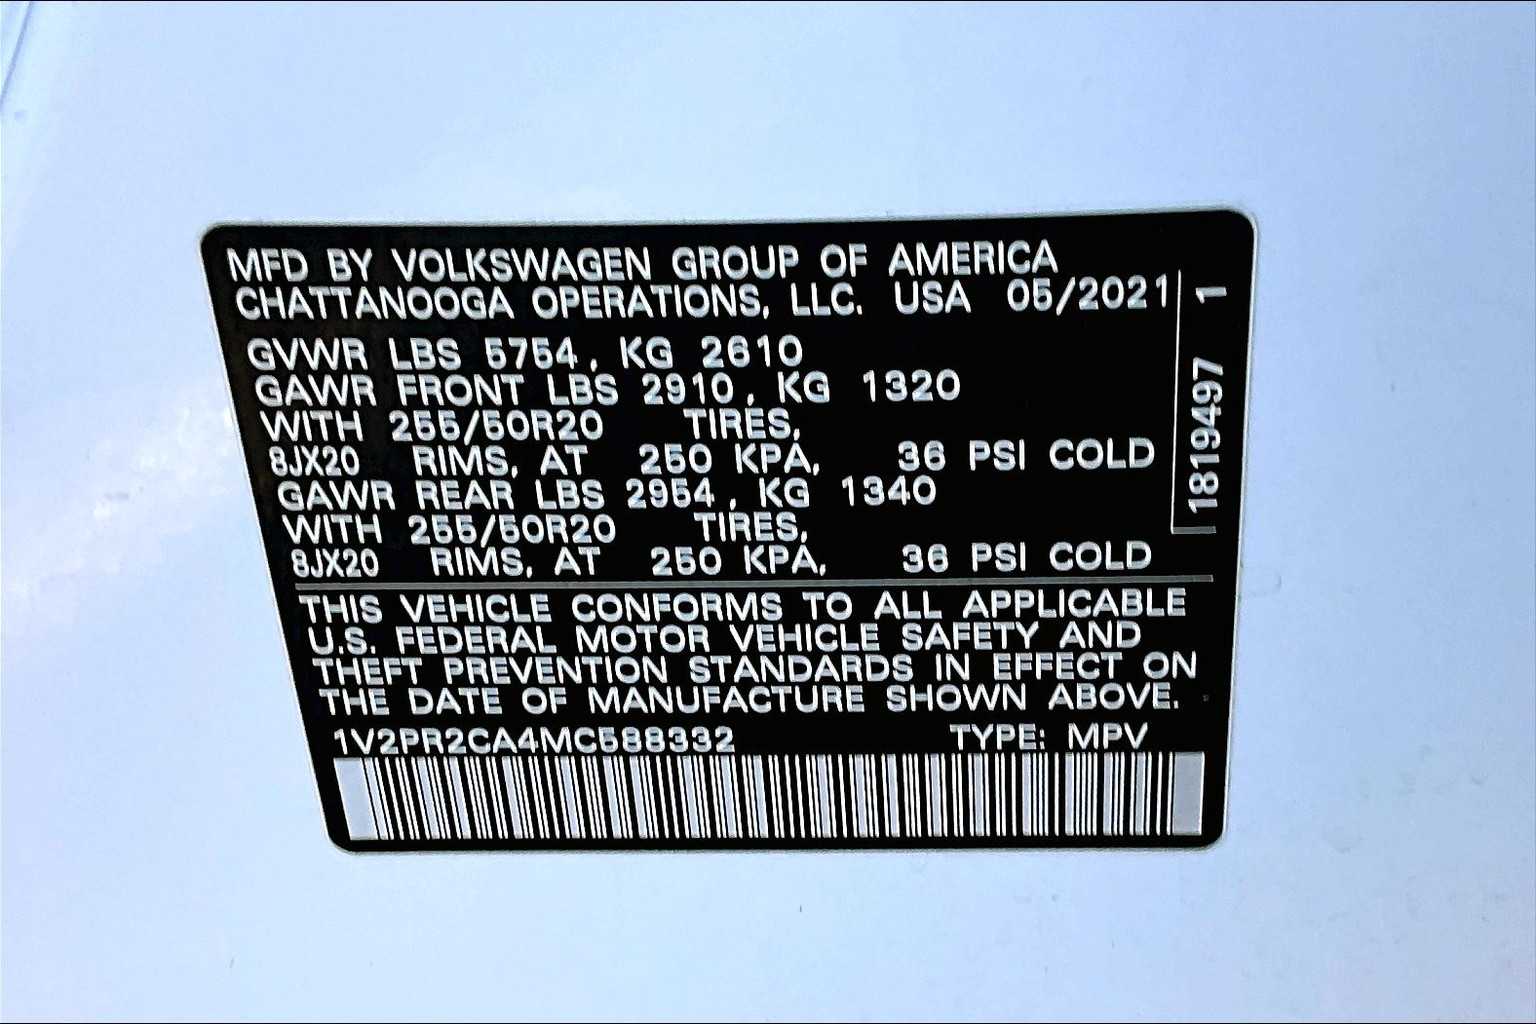 MFD BY VOLKSWAGEN GROUP OF AMERICA
CHATTANOOGA OPERATIONS, LLC. USA 05/2021
GVWR LBS 5754, KG 2610
GAWR FRONT LBS 2910, KG 1320
WITH 255/50R20 TIRES,
8JX20 RIMS, AT 250 KPA, 36 PSI COLD
GAWR REAR LBS 2954, KG 1340
WITH 255/50R20 TIRES,
8JX20 RIMS, AT 250 KPA, 36 PSI COLD
THIS VEHICLE CONFORMS TO ALL APPLICABLE
U.S. FEDERAL MOTOR VEHICLE SAFETY AND
THEFT PREVENTION STANDARDS IN EFFECT ON
THE DATE OF MANUFACTURE SHOWN ABOVE.
1V2PR2CA4MC588332 TYPE: MPV
1819497 1